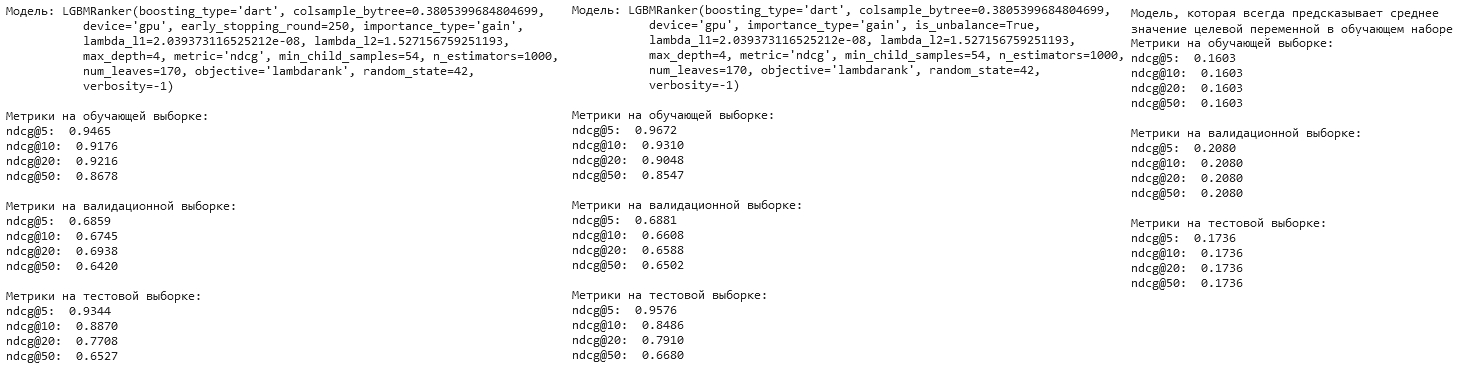 Модель: LGBMRanker(boosting_type='dart', colsample_bytree=0.3805399684804699,
device='gpu', early_stopping_round=250, importance_type='gain',
lambda_l1=2.039373116525212e-08, lambda_l2=1.527156759251193,
max_depth=4, metric='ndcg', min_child_samples=54, n_estimators=1000,
num_leaves=170, objective='lambdarank', random_state=42,
verbosity=-1)
Метрики на обучающей выборке:
ndcg@5: 0.9465
ndcg@10: 0.9176
ndcg@20: 0.9216
ndcg@50: 0.8678
Метрики на валидационной выборке:
ndcg@5: 0.6859
ndcg@10: 0.6745
ndcg@20: 0.6938
ndcg@50: 0.6420
Метрики на тестовой выборке:
ndcg@5: 0.9344
ndcg@10: 0.8870
ndcg@20: 0.7708
ndcg@50: 0.6527
Модель: LGBMRanker(boosting_type='dart', colsample_bytree=0.3805399684804699,
device='gpu', importance_type='gain', is_unbalance=True,
lambda_l1=2.039373116525212e-08, lambda_l2=1.527156759251193,
max_depth=4, metric='ndcg', min_child_samples=54, n_estimators=1000,
num_leaves=170, objective='lambdarank', random_state=42,
verbosity=-1)
Метрики на обучающей выборке:
ndcg@5: 0.9672
ndcg@10: 0.9310
ndcg@20: 0.9048
ndcg@50: 0.8547
Метрики на валидационной выборке:
ndcg@5: 0.6881
ndcg@10: 0.6608
ndcg@20: 0.6588
ndcg@50: 0.6502
Метрики на тестовой выборке:
ndcg@5: 0.9576
ndcg@10: 0.8486
ndcg@20: 0.7910
ndcg@50: 0.6680
Модель, которая всегда предсказывает среднее
значение целевой переменной в обучающем наборе
Метрики на обучающей выборке:
ndcg@5: 0.1603
ndcg@10: 0.1603
ndcg@20: 0.1603
ndcg@50: 0.1603
Метрики на валидационной выборке:
ndcg@5: 0.2080
ndcg@10: 0.2080
ndcg@20: 0.2080
ndcg@50: 0.2080
Метрики на тестовой выборке:
ndcg@5: 0.1736
ndcg@10: 0.1736
ndcg@20: 0.1736
ndcg@50: 0.1736